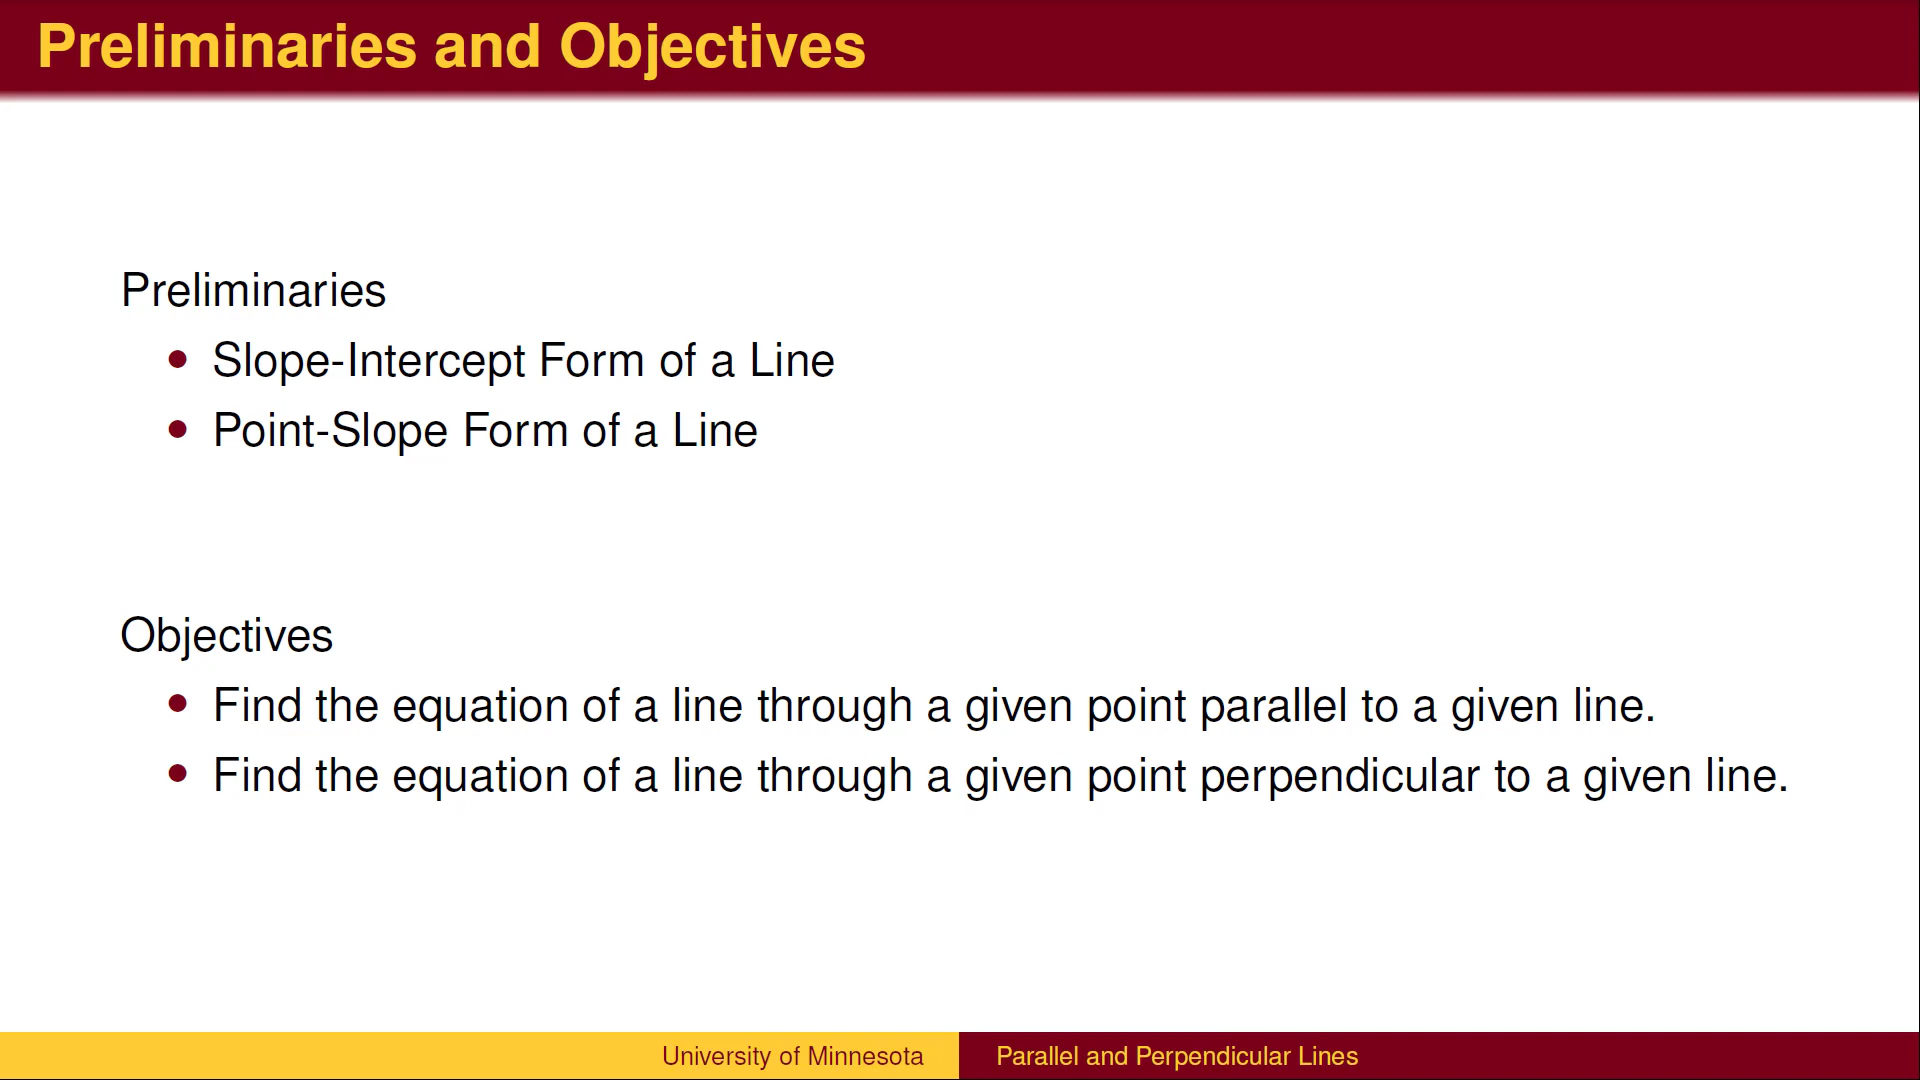 Preliminaries and Objectives
Preliminaries
• Slope-Intercept Form of a Line
• Point-Slope Form of a Line
Objectives
• Find the equation of a line through a given point parallel to a given line.
• Find the equation of a line through a given point perpendicular to a given line.
University of Minnesota
Parallel and Perpendicular Lines